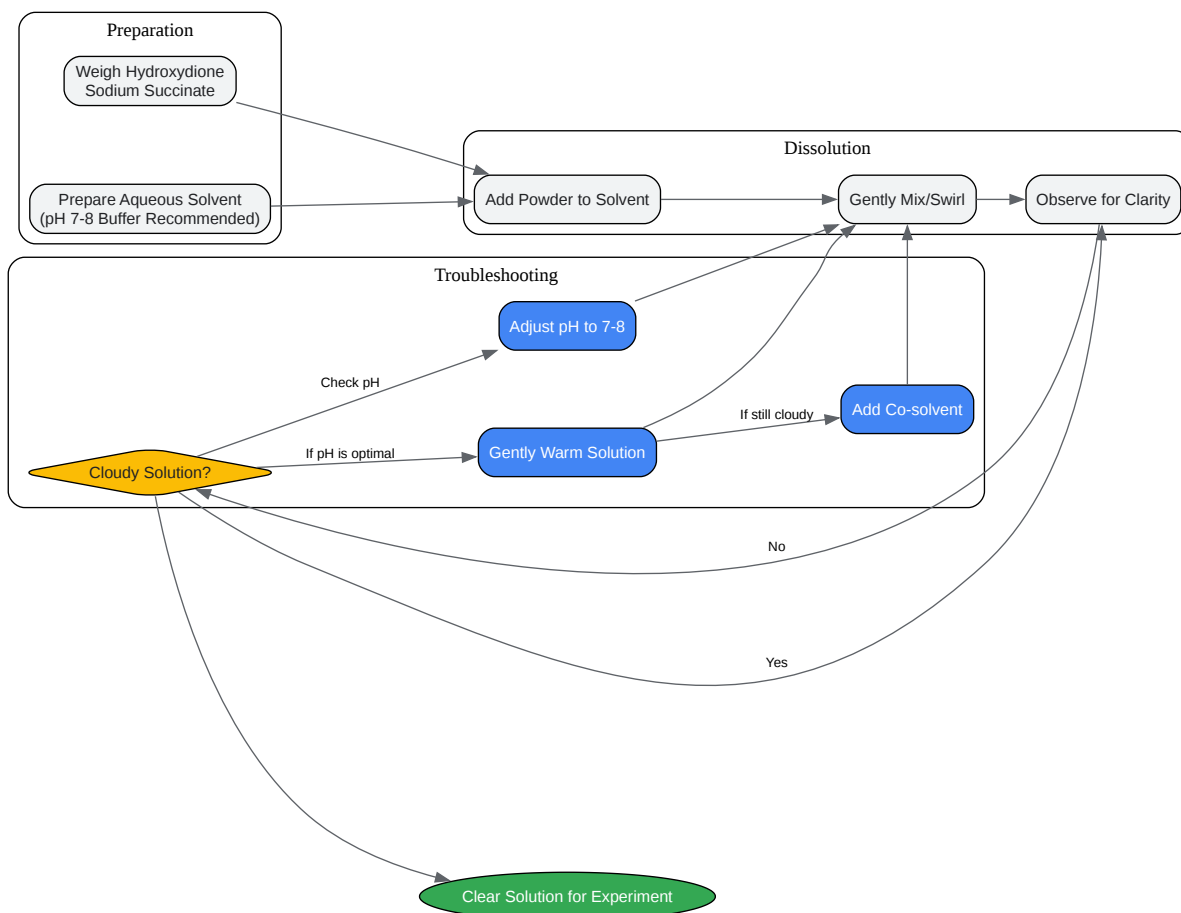 Preparation
Weigh Hydroxydione
Sodium Succinate
Prepare Aqueous Solvent
(pH 7-8 Buffer Recommended)
Dissolution
Add Powder to Solvent
Gently Mix/Swirl
Observe for Clarity
Troubleshooting
Adjust pH to 7-8
Check pH
Add Co-solvent
If still cloudy
If pH is optimal
Gently Warm Solution
Cloudy Solution?
No
Yes
Clear Solution for Experiment